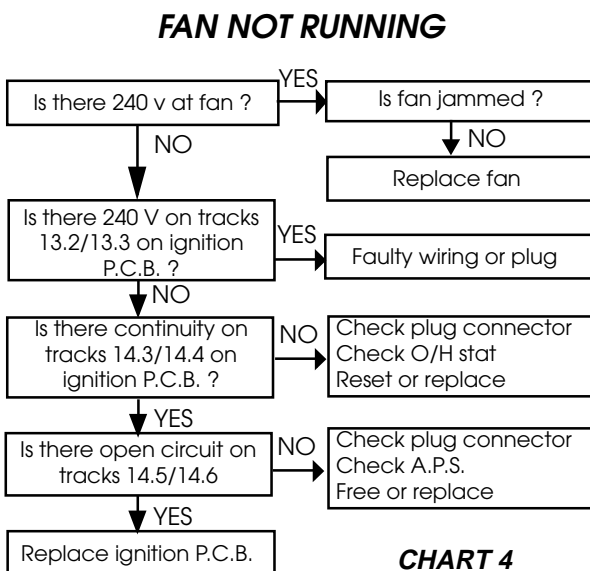 FAN NOT RUNNING
Is there 240 v at fan ?
YES
Is fan jammed ?
NO
NO
Replace fan
Is there 240 V on tracks
13.2/13.3 on ignition
P.C.B. ?
YES
Faulty wiring or plug
NO
Is there continuity on
tracks 14.3/14.4 on
ignition P.C.B. ?
NO
Check plug connector
Check O/H stat
Reset or replace
YES
Is there open circuit on
tracks 14.5/14.6
NO
Check plug connector
Check A.P.S.
Free or replace
YES
Replace ignition P.C.B.
CHART 4